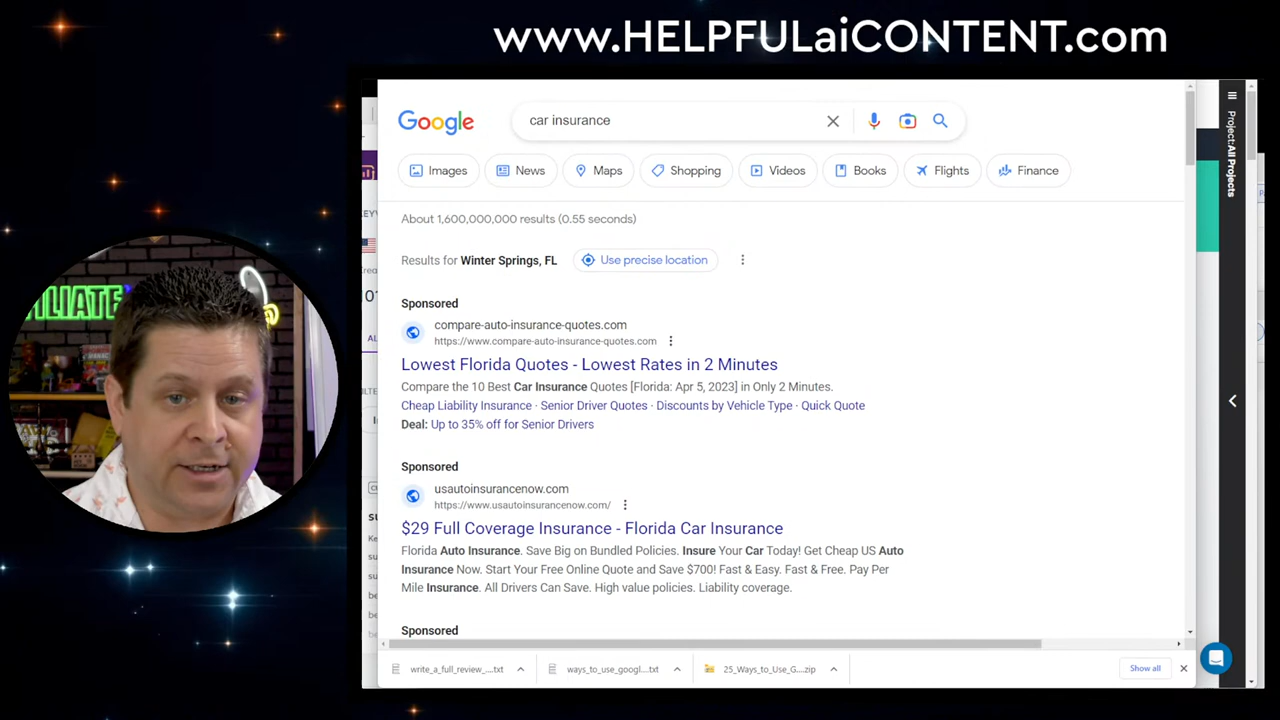 www.HELPFULaiCONTENT.com
Google
car insurance
Images
News
Maps
Shopping
Videos
Books
Flights
Finance
About 1,600,000,000 results (0.55 seconds)
Results for Winter Springs, FL
Use precise location
Sponsored
compare-auto-insurance-quotes.com
https://www.compare-auto-insurance-quotes.com
Lowest Florida Quotes - Lowest Rates in 2 Minutes
Compare the 10 Best Car Insurance Quotes [Florida: Apr 5, 2023] in Only 2 Minutes.
Cheap Liability Insurance · Senior Driver Quotes · Discounts by Vehicle Type · Quick Quote
Deal: Up to 35% off for Senior Drivers
Sponsored
usautoinsurancenow.com
https://www.usautoinsurancenow.com/
$29 Full Coverage Insurance - Florida Car Insurance
Florida Auto Insurance. Save Big on Bundled Policies. Insure Your Car Today! Get Cheap US Auto
Insurance Now. Start Your Free Online Quote and Save $700! Fast & Easy. Fast & Free. Pay Per
Mile Insurance. All Drivers Can Save. High value policies. Liability coverage.
Sponsored
write_a_full_review_....txt
ways_to_use_googl....txt
25_Ways_to_Use_G....zip
Show all
Project:All Projects